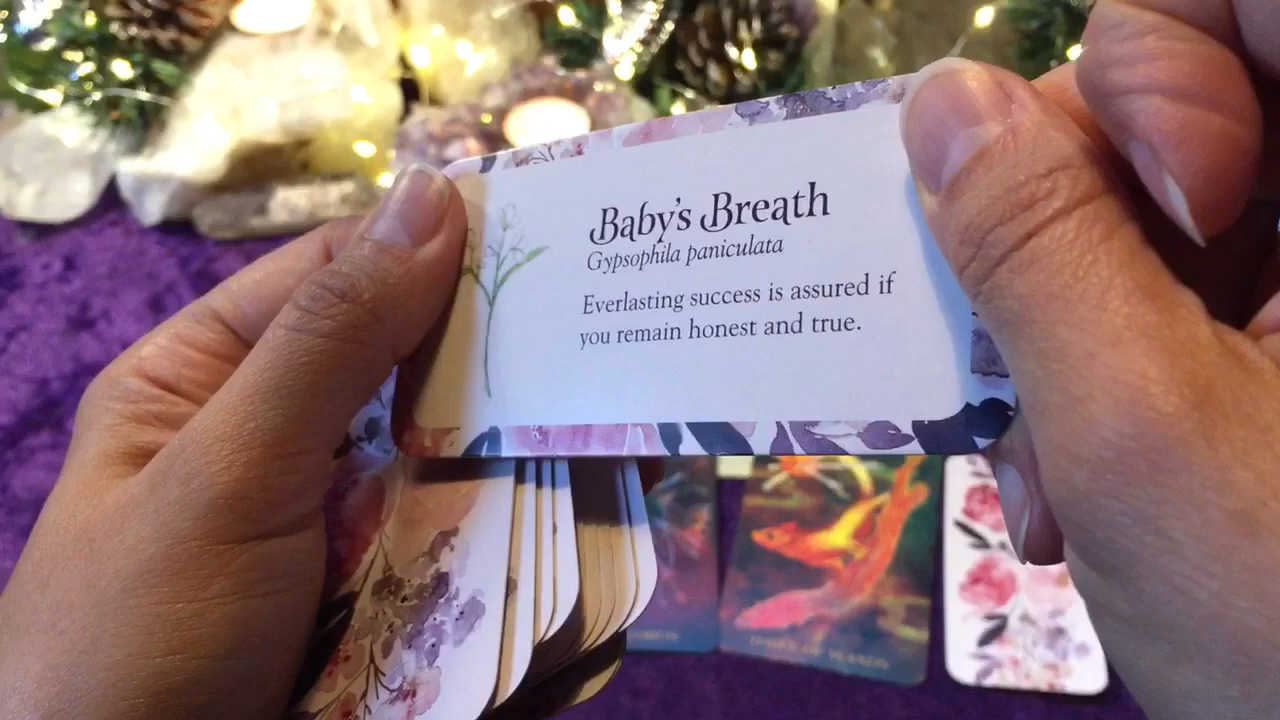 Baby's Breath
Gypsophila paniculata
Everlasting success is assured if
you remain honest and true.